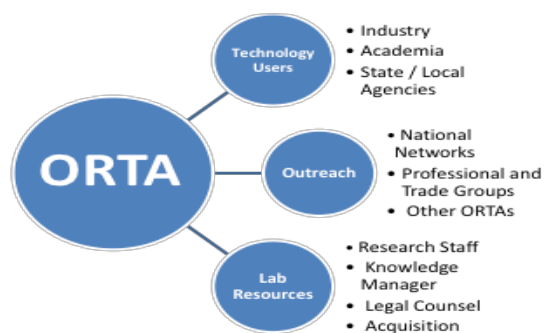 ORTA
Technology
Users
• Industry
• Academia
• State / Local
Agencies
Outreach
• National
Networks
• Professional and
Trade Groups
• Other ORTAs
Lab
Resources
• Research Staff
• Knowledge
Manager
• Legal Counsel
• Acquisition